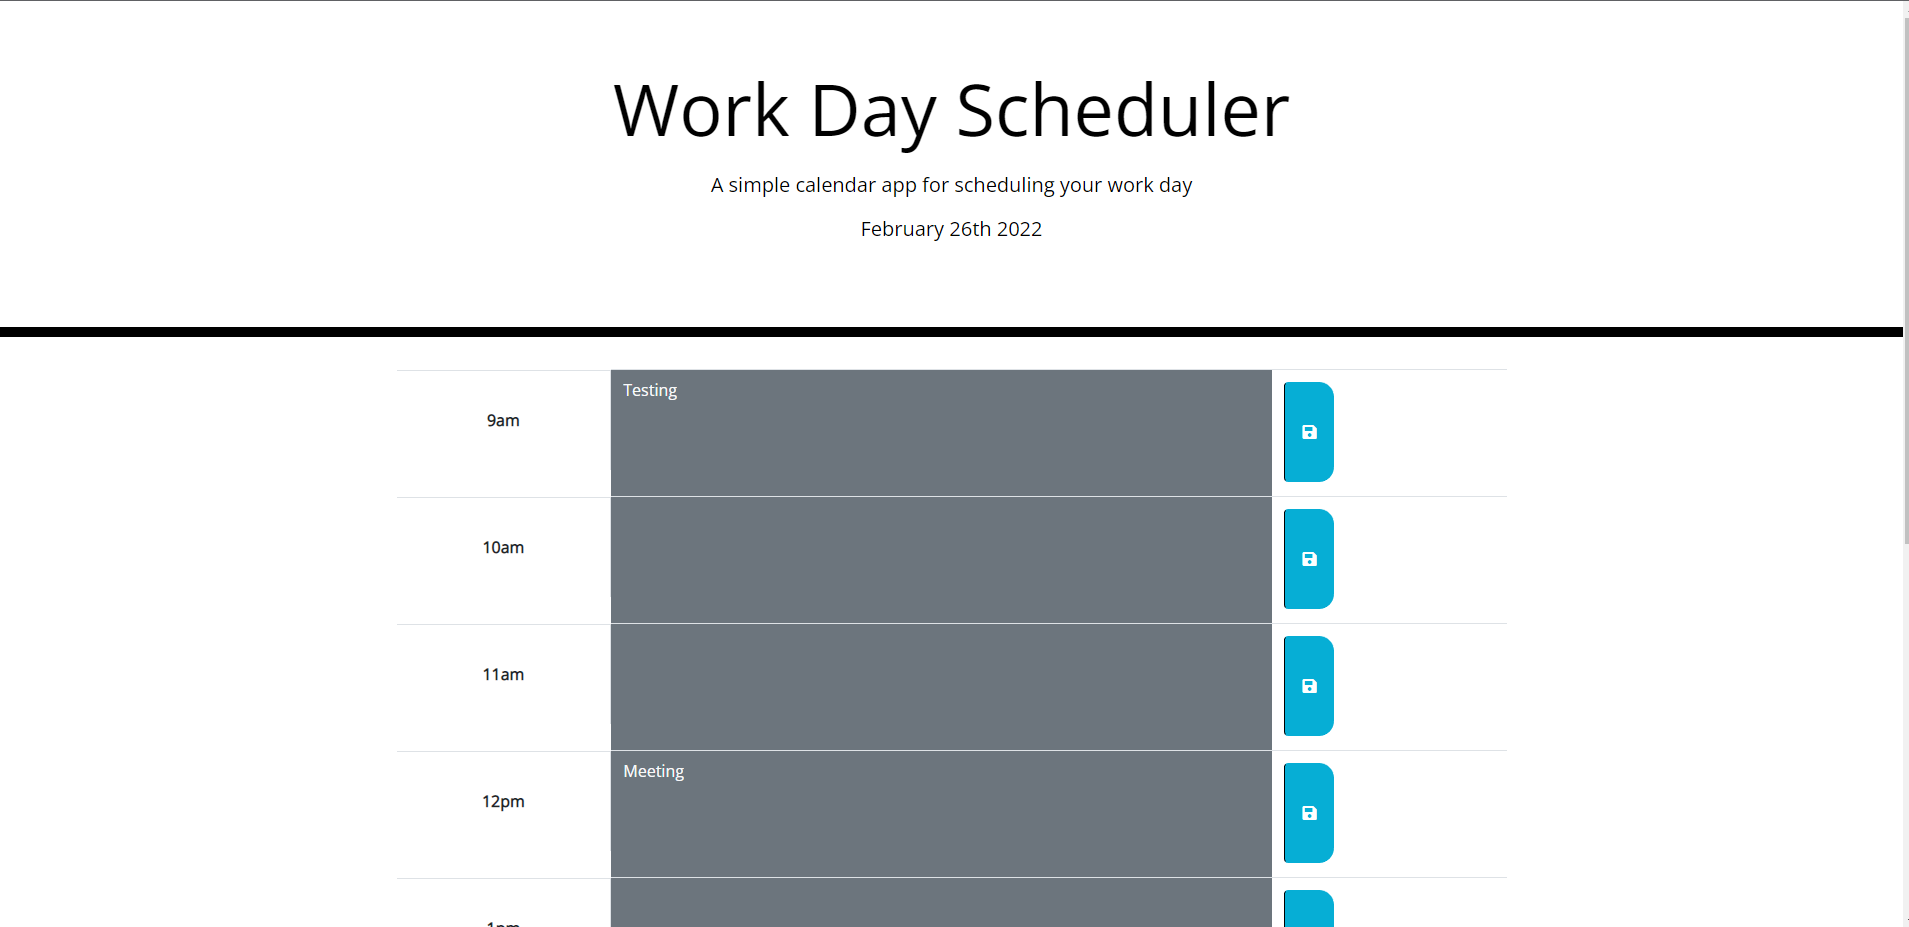 Work Day Scheduler
A simple calendar app for scheduling your work day
February 26th 2022
9am
Testing
10am
11am
12pm
Meeting
1pm